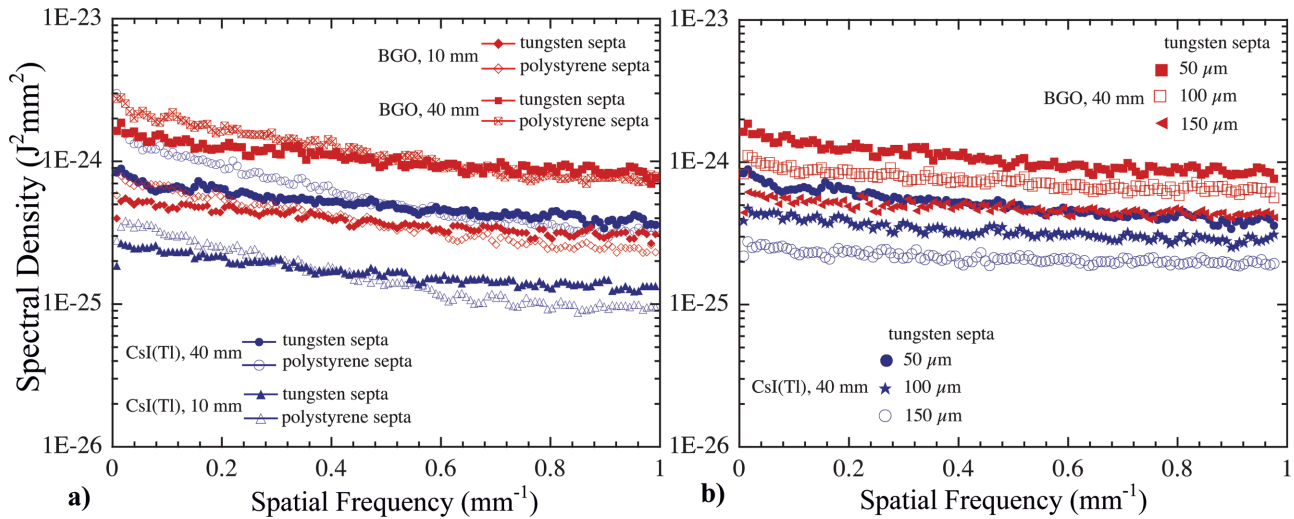 Spectral Density (J²mm²)
1E-23
1E-24
1E-25
1E-26
BGO, 10 mm
tungsten septa
polystyrene septa
BGO, 40 mm
tungsten septa
polystyrene septa
CsI(Tl), 40 mm
tungsten septa
polystyrene septa
CsI(Tl), 10 mm
tungsten septa
polystyrene septa
0 0.2 0.4 0.6 0.8 1
a) Spatial Frequency (mm⁻¹)
1E-23
1E-24
1E-25
1E-26
tungsten septa
BGO, 40 mm
50 µm
100 µm
150 µm
tungsten septa
CsI(Tl), 40 mm
50 µm
100 µm
150 µm
0 0.2 0.4 0.6 0.8 1
b) Spatial Frequency (mm⁻¹)